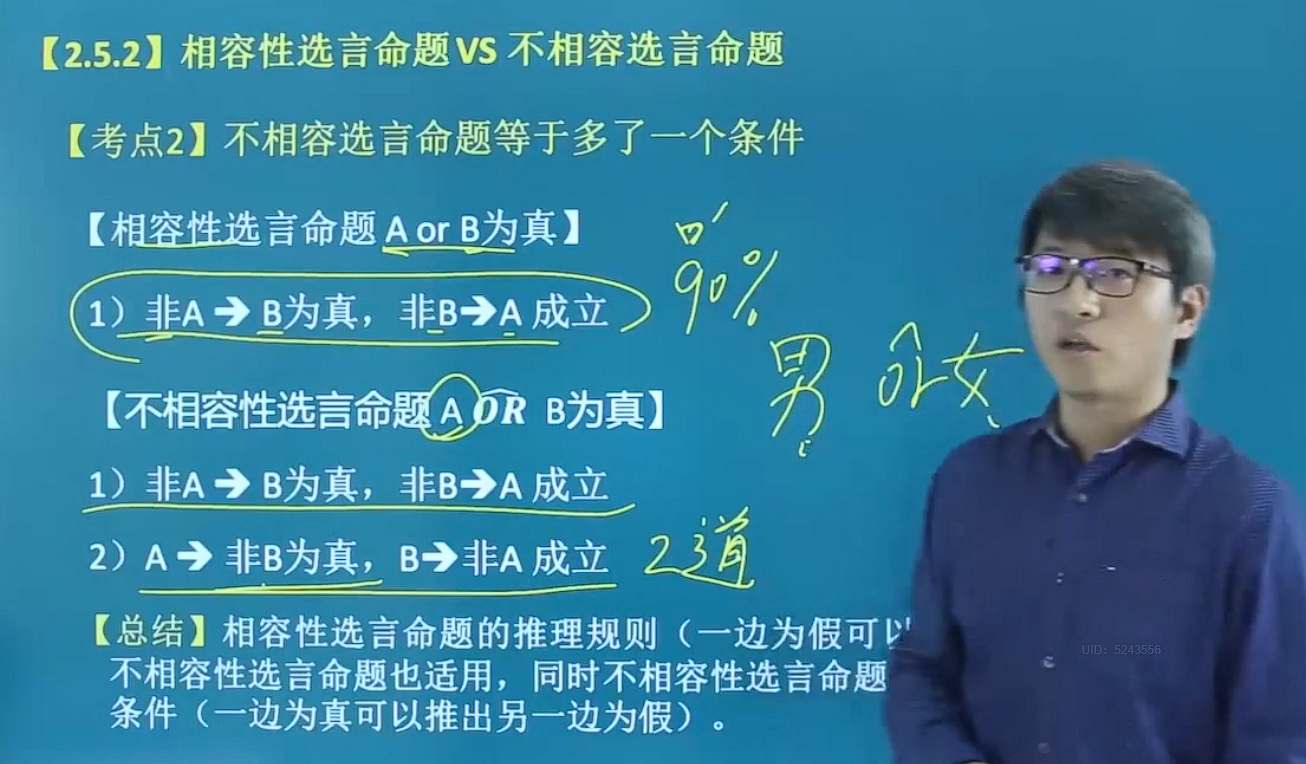 【2.5.2】相容性选言命题 VS 不相容选言命题
【考点2】不相容选言命题等于多了一个条件
【相容性选言命题 A or B为真】
1）非A → B为真，非B→A 成立
90%
男 or 女
【不相容性选言命题 A OR B为真】
1）非A → B为真，非B→A 成立
2）A → 非B为真，B→非A 成立
23道
【总结】相容性选言命题的推理规则（一边为假可以
不相容性选言命题也适用，同时不相容性选言命题
条件（一边为真可以推出另一边为假）。
UID：5243556